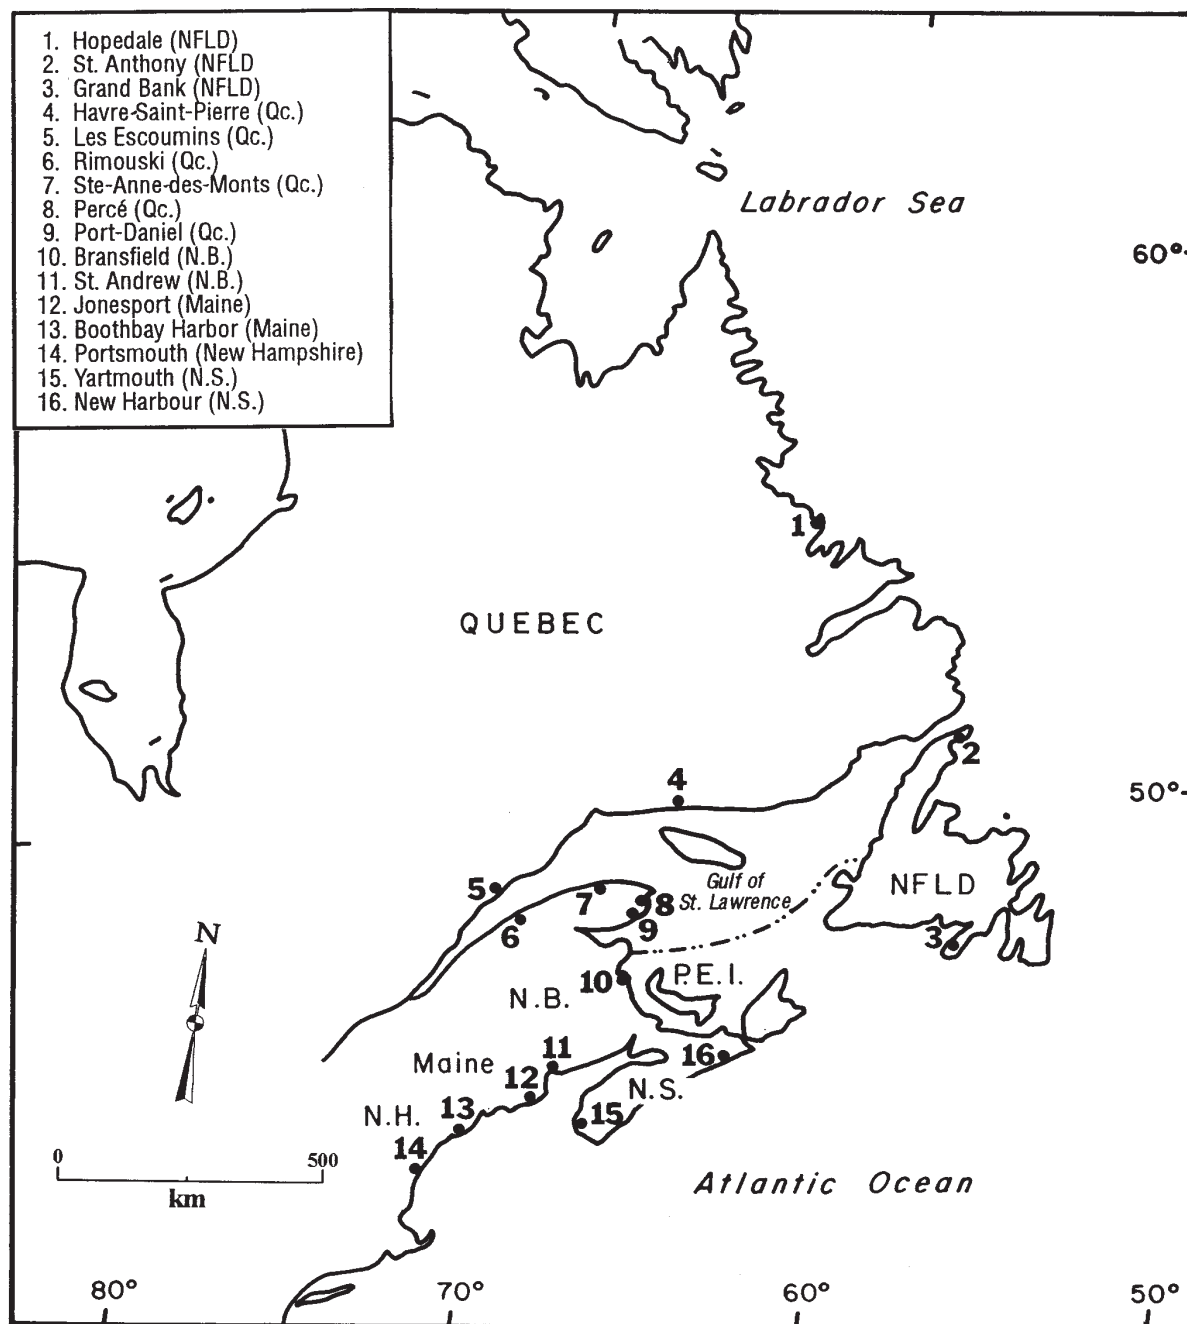 1. Hopedale (NFLD)
2. St. Anthony (NFLD
3. Grand Bank (NFLD)
4. Havre-Saint-Pierre (Qc.)
5. Les Escoumins (Qc.)
6. Rimouski (Qc.)
7. Ste-Anne-des-Monts (Qc.)
8. Percé (Qc.)
9. Port-Daniel (Qc.)
10. Bransfield (N.B.)
11. St. Andrew (N.B.)
12. Jonesport (Maine)
13. Boothbay Harbor (Maine)
14. Portsmouth (New Hampshire)
15. Yartmouth (N.S.)
16. New Harbour (N.S.)
Labrador Sea
60°
1
QUEBEC
2
4
50°
5
7
Gulf of
St. Lawrence
8
NFLD
6
9
3
N
10
P.E.I.
N.B.
Maine
11
16
12
N.S.
N.H.
13
15
14
0
500
km
Atlantic Ocean
80°
70°
60°
50°